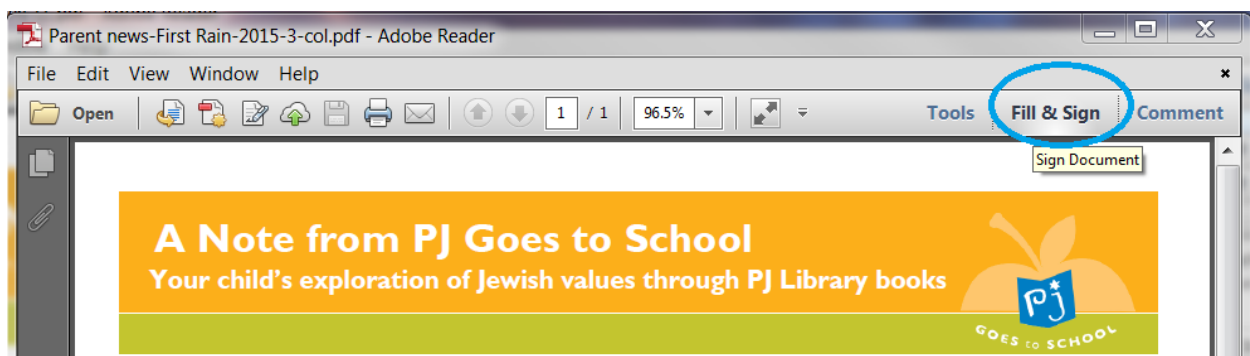 Parent news-First Rain-2015-3-col.pdf - Adobe Reader
File Edit View Window Help
Open 1 / 1 96.5% Tools Fill & Sign Comment
Sign Document
A Note from PJ Goes to School
Your child's exploration of Jewish values through PJ Library books
Pj
GOES to SCHOOL